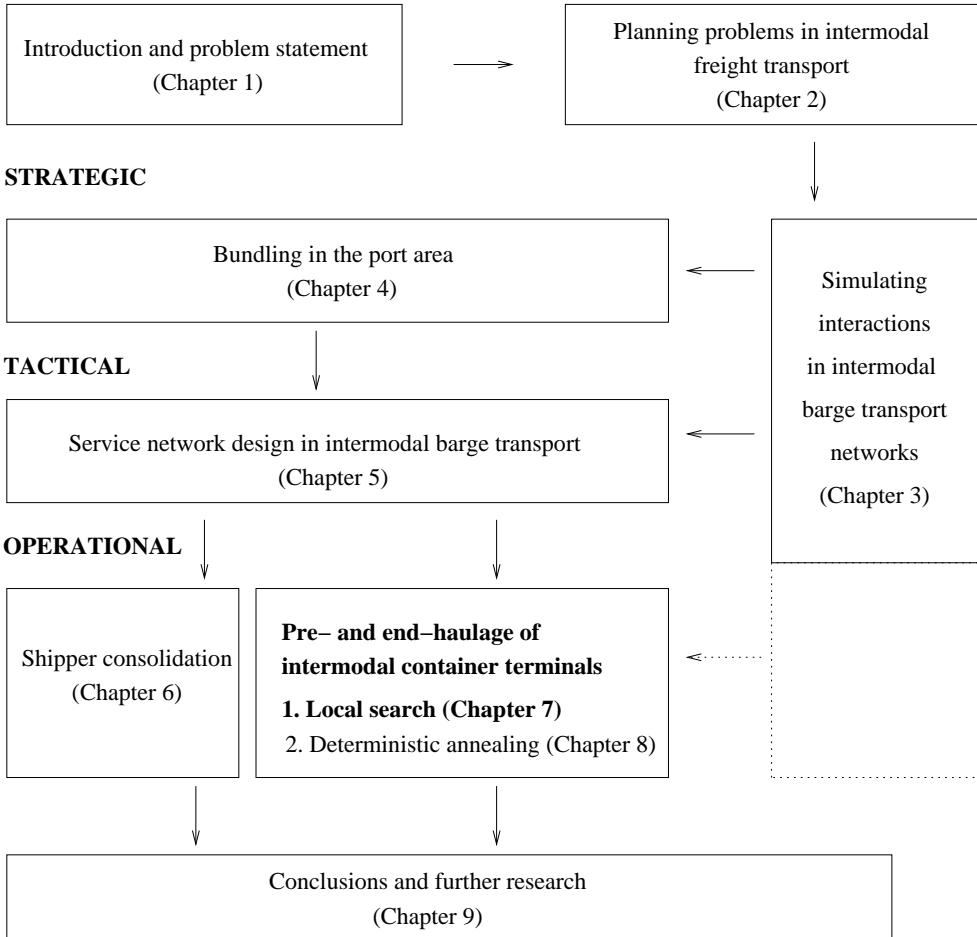 Introduction and problem statement
(Chapter 1)
Planning problems in intermodal
freight transport
(Chapter 2)
STRATEGIC
Bundling in the port area
(Chapter 4)
Simulating
interactions
in intermodal
barge transport
networks
(Chapter 3)
TACTICAL
Service network design in intermodal barge transport
(Chapter 5)
OPERATIONAL
Shipper consolidation
(Chapter 6)
Pre− and end−haulage of
intermodal container terminals
1. Local search (Chapter 7)
2. Deterministic annealing (Chapter 8)
Conclusions and further research
(Chapter 9)